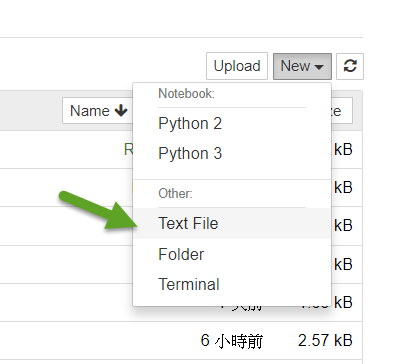 Upload New
Name ze
Notebook:
Python 2
Python 3
kB
kB
Other:
Text File
kB
Folder
kB
Terminal
6 小時前 2.57 kB